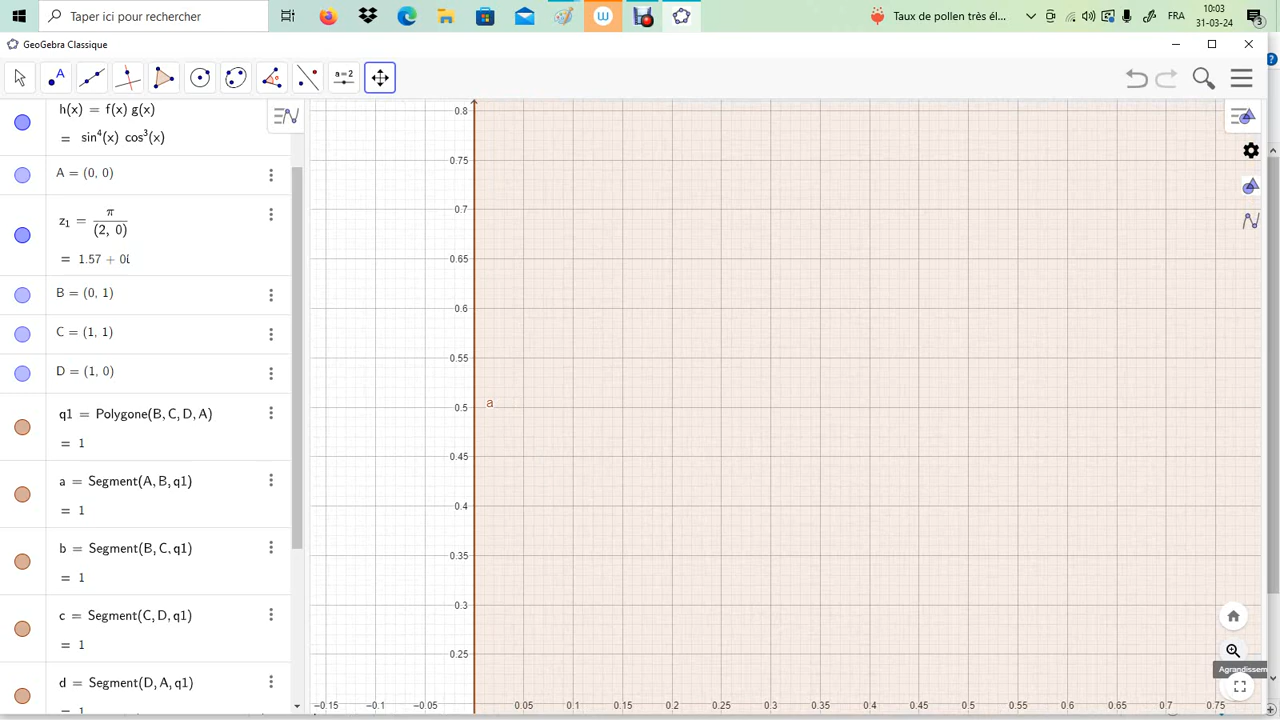 Taper ici pour rechercher
Taux de pollen très él...
FRA
10:03
31-03-24
3
GeoGebra Classique
A
a=2
h(x) = f(x) g(x)
= sin⁴(x) cos³(x)
A = (0, 0)
z₁ = π / (2, 0)
= 1.57 + 0i
B = (0, 1)
C = (1, 1)
D = (1, 0)
q1 = Polygone(B, C, D, A)
= 1
a = Segment(A, B, q1)
= 1
b = Segment(B, C, q1)
= 1
c = Segment(C, D, q1)
= 1
d = Segment(D, A, q1)
0.8
0.75
0.7
0.65
0.6
0.55
0.5
0.45
0.4
0.35
0.3
0.25
a
-0.15 -0.1 -0.05 0.05 0.1 0.15 0.2 0.25 0.3 0.35 0.4 0.45 0.5 0.55 0.6 0.65 0.7 0.75
Agrandissem